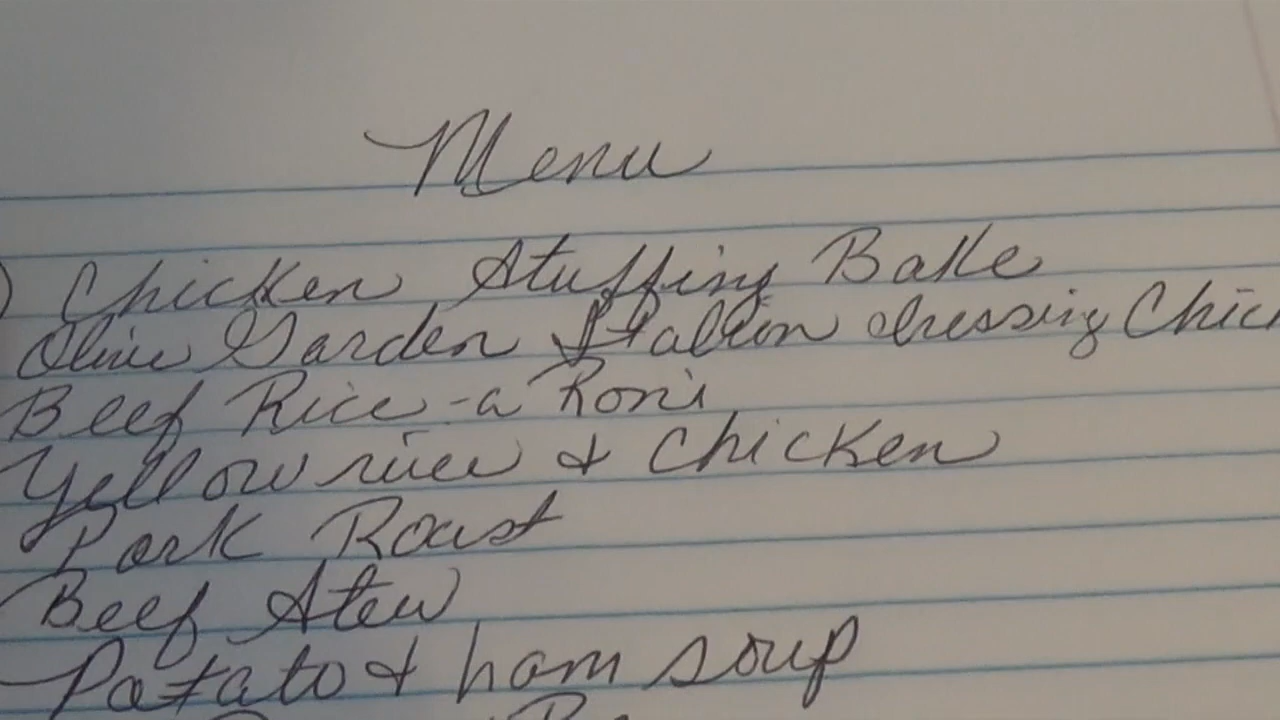 Menu
) Chicken Stuffing Bake
Olive Garden Italian dressing Chic
Beef Rice-a Roni
Yellow rice & Chicken
Pork Roast
Beef Stew
Potato & ham soup